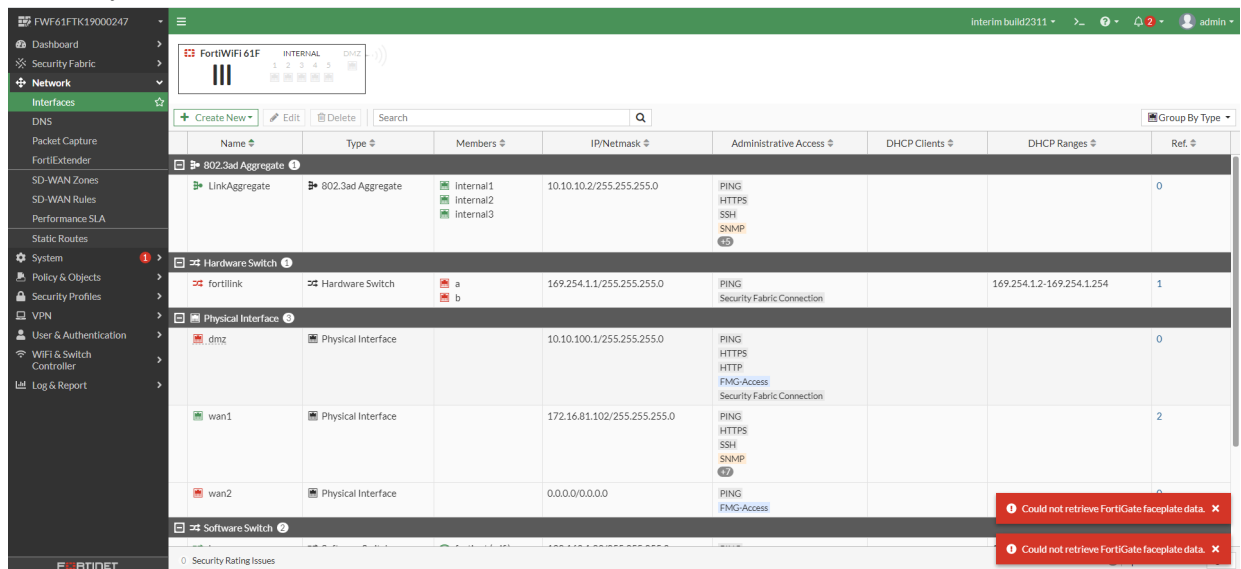 FWF61FTK19000247
interim build2311
>_
2
admin
Dashboard
Security Fabric
Network
Interfaces
DNS
Packet Capture
FortiExtender
SD-WAN Zones
SD-WAN Rules
Performance SLA
Static Routes
System 1
Policy & Objects
Security Profiles
VPN
User & Authentication
WiFi & Switch
Controller
Log & Report
FORTINET
FortiWiFi 61F INTERNAL DMZ
1 2 3 4 5
+ Create New Edit Delete Search Group By Type
Name Type Members IP/Netmask Administrative Access DHCP Clients DHCP Ranges Ref.
802.3ad Aggregate 1
LinkAggregate 802.3ad Aggregate internal1 10.10.10.2/255.255.255.0 PING 0
internal2 HTTPS
internal3 SSH
SNMP
+5
Hardware Switch 1
fortilink Hardware Switch a 169.254.1.1/255.255.255.0 PING 169.254.1.2-169.254.1.254 1
b Security Fabric Connection
Physical Interface 3
dmz Physical Interface 10.10.100.1/255.255.255.0 PING 0
HTTPS
HTTP
FMG-Access
Security Fabric Connection
wan1 Physical Interface 172.16.81.102/255.255.255.0 PING 2
HTTPS
SSH
SNMP
+7
wan2 Physical Interface 0.0.0.0/0.0.0.0 PING
FMG-Access
Could not retrieve FortiGate faceplate data.
Software Switch 2
Could not retrieve FortiGate faceplate data.
0 Security Rating Issues